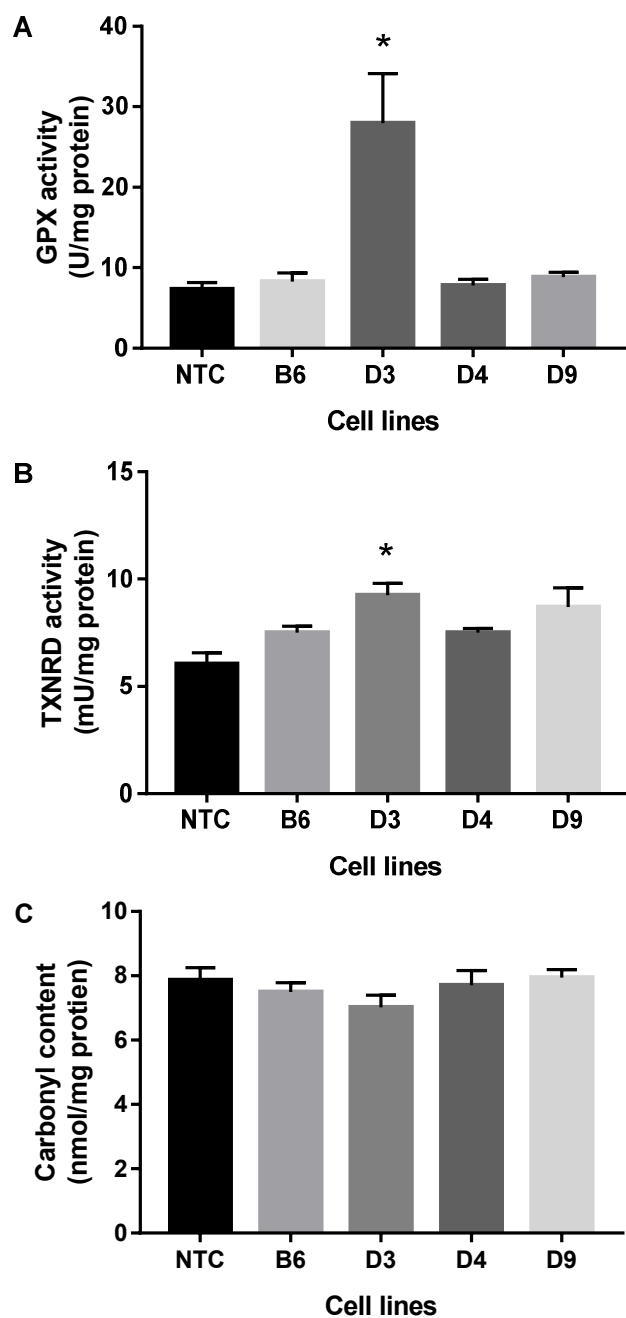 A
GPX activity
(U/mg protein)
40
30
20
10
0
*
NTC B6 D3 D4 D9
Cell lines
B
TXNRD activity
(mU/mg protein)
15
10
5
0
*
NTC B6 D3 D4 D9
Cell lines
C
Carbonyl content
(nmol/mg protien)
10
8
6
4
2
0
NTC B6 D3 D4 D9
Cell lines